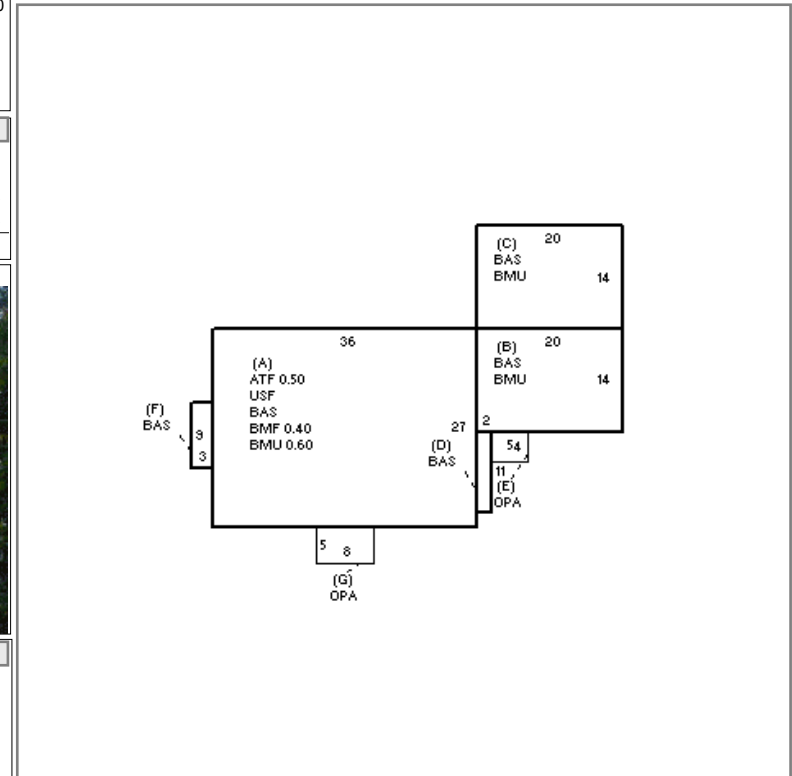 (C)
BAS
BMU
20
14
36
(A)
ATF 0.50
USF
BAS
BMF 0.40
BMU 0.60
27
(B)
BAS
BMU
20
14
2
(F)
BAS
9
3
(D)
BAS
54
11
(E)
OPA
5
8
(G)
OPA